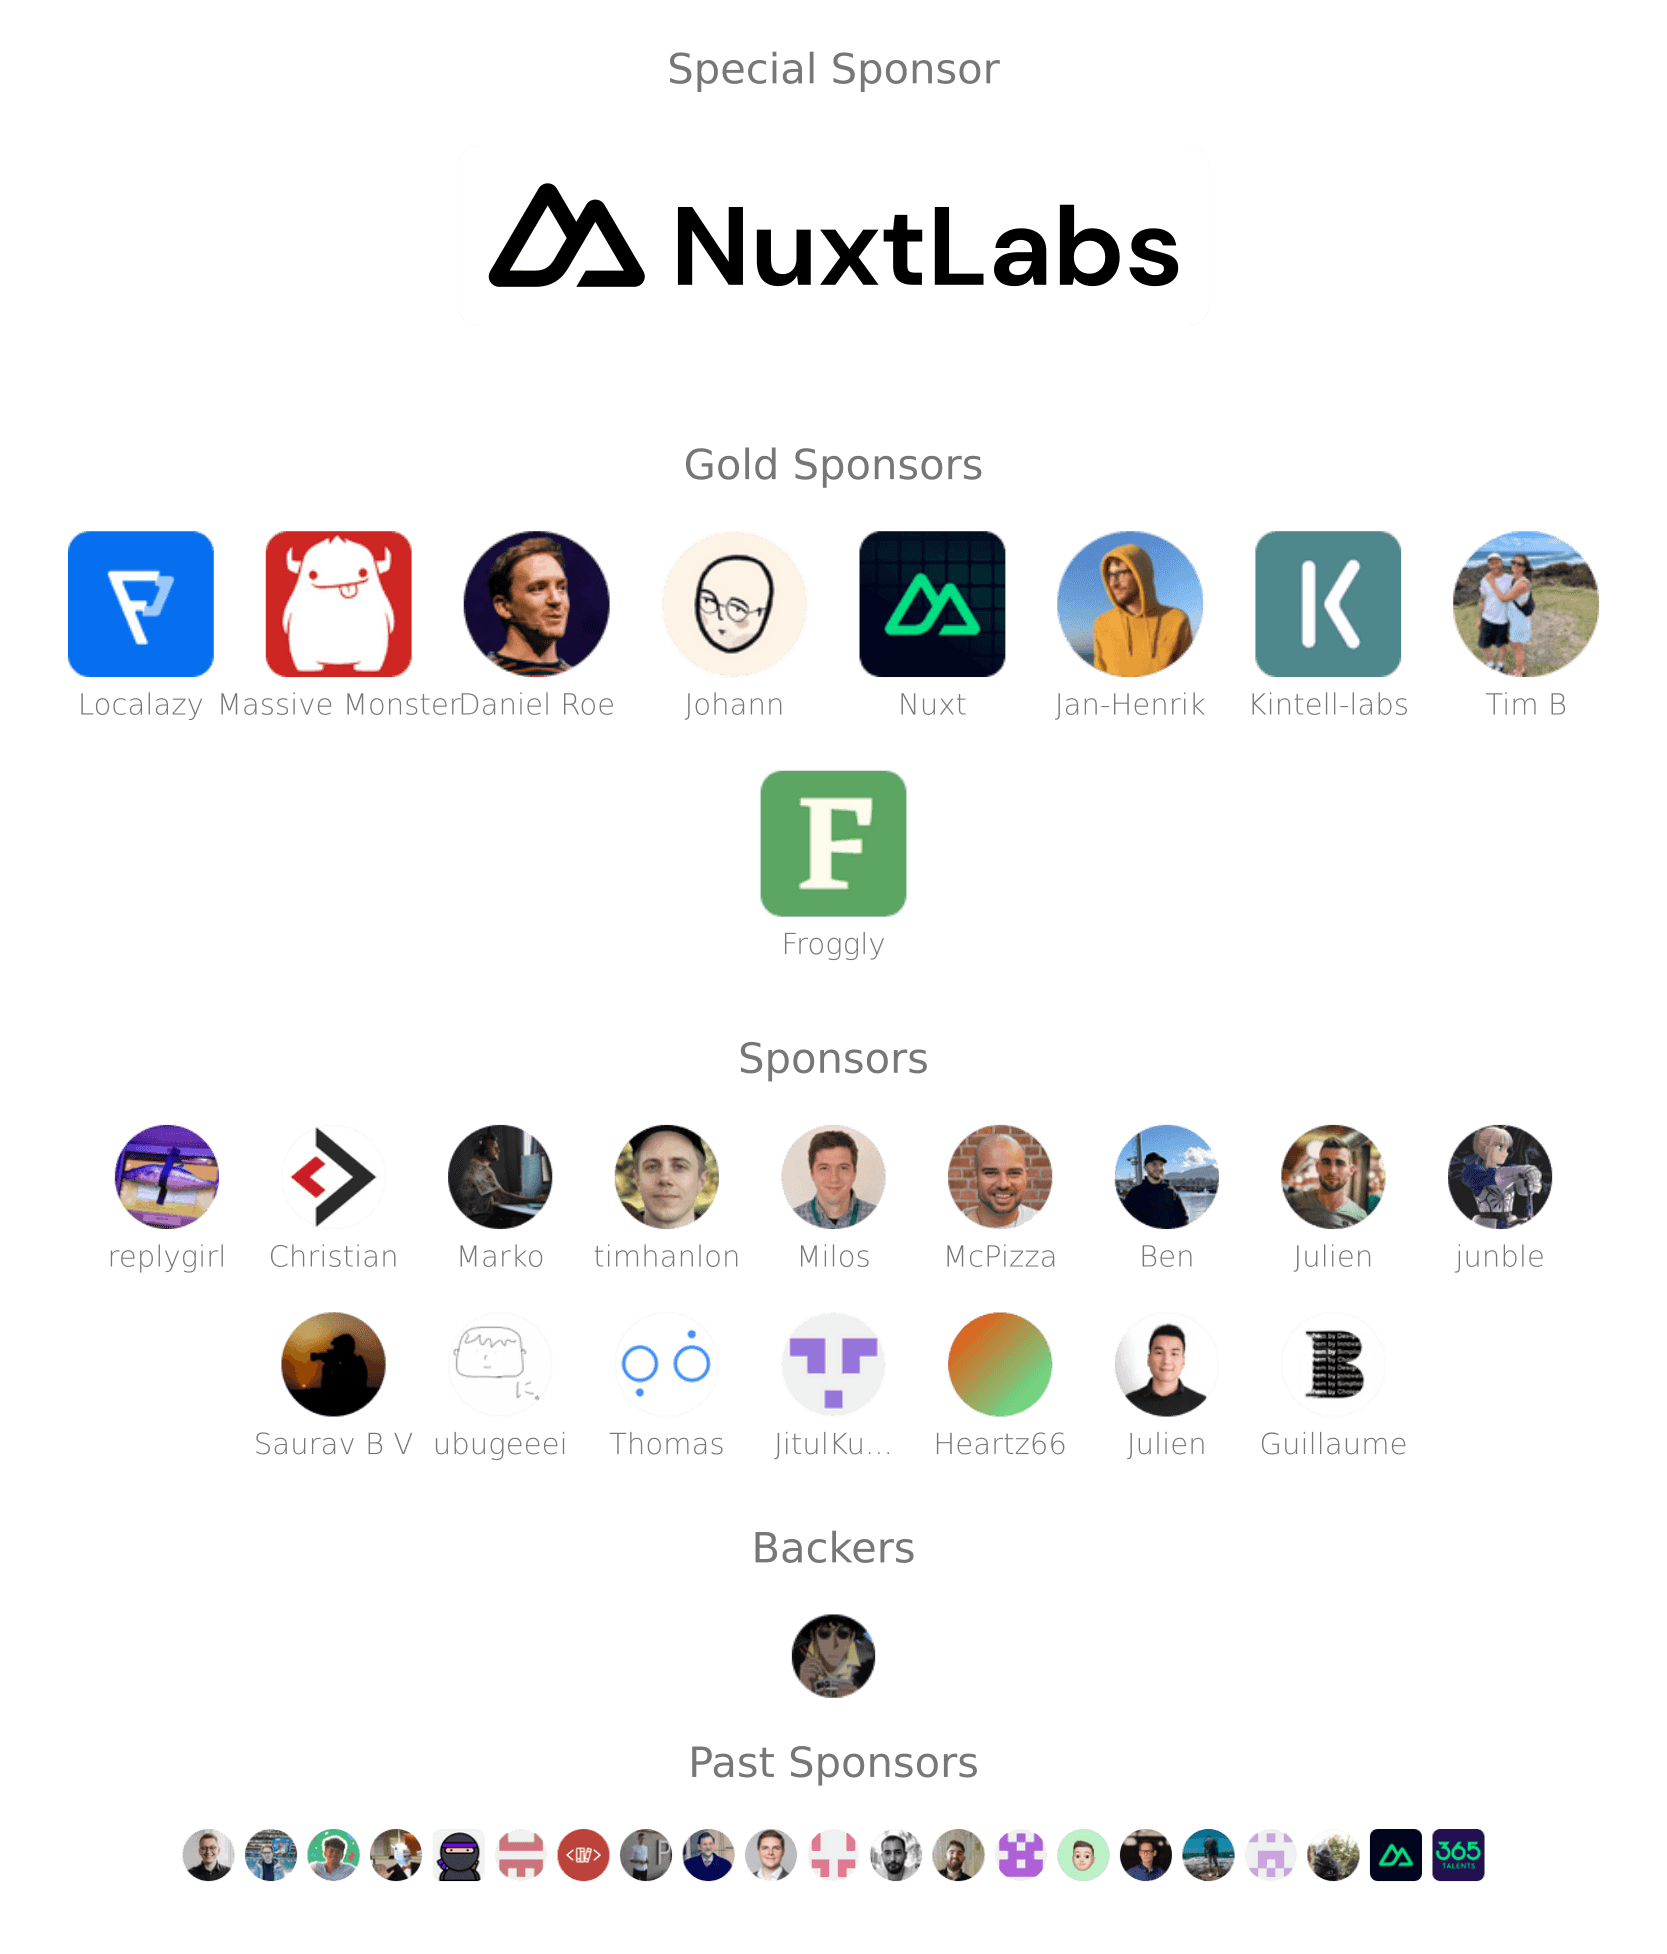 Special Sponsor
NuxtLabs
Gold Sponsors
Localazy Massive Monster Daniel Roe Johann Nuxt Jan-Henrik Kintell-labs Tim B
F
Froggly
Sponsors
replygirl Christian Marko timhanlon Milos McPizza Ben Julien junble
Saurav B V ubugeeei Thomas JitulKu... Heartz66 Julien Guillaume
Backers
Past Sponsors
365
TALENTS